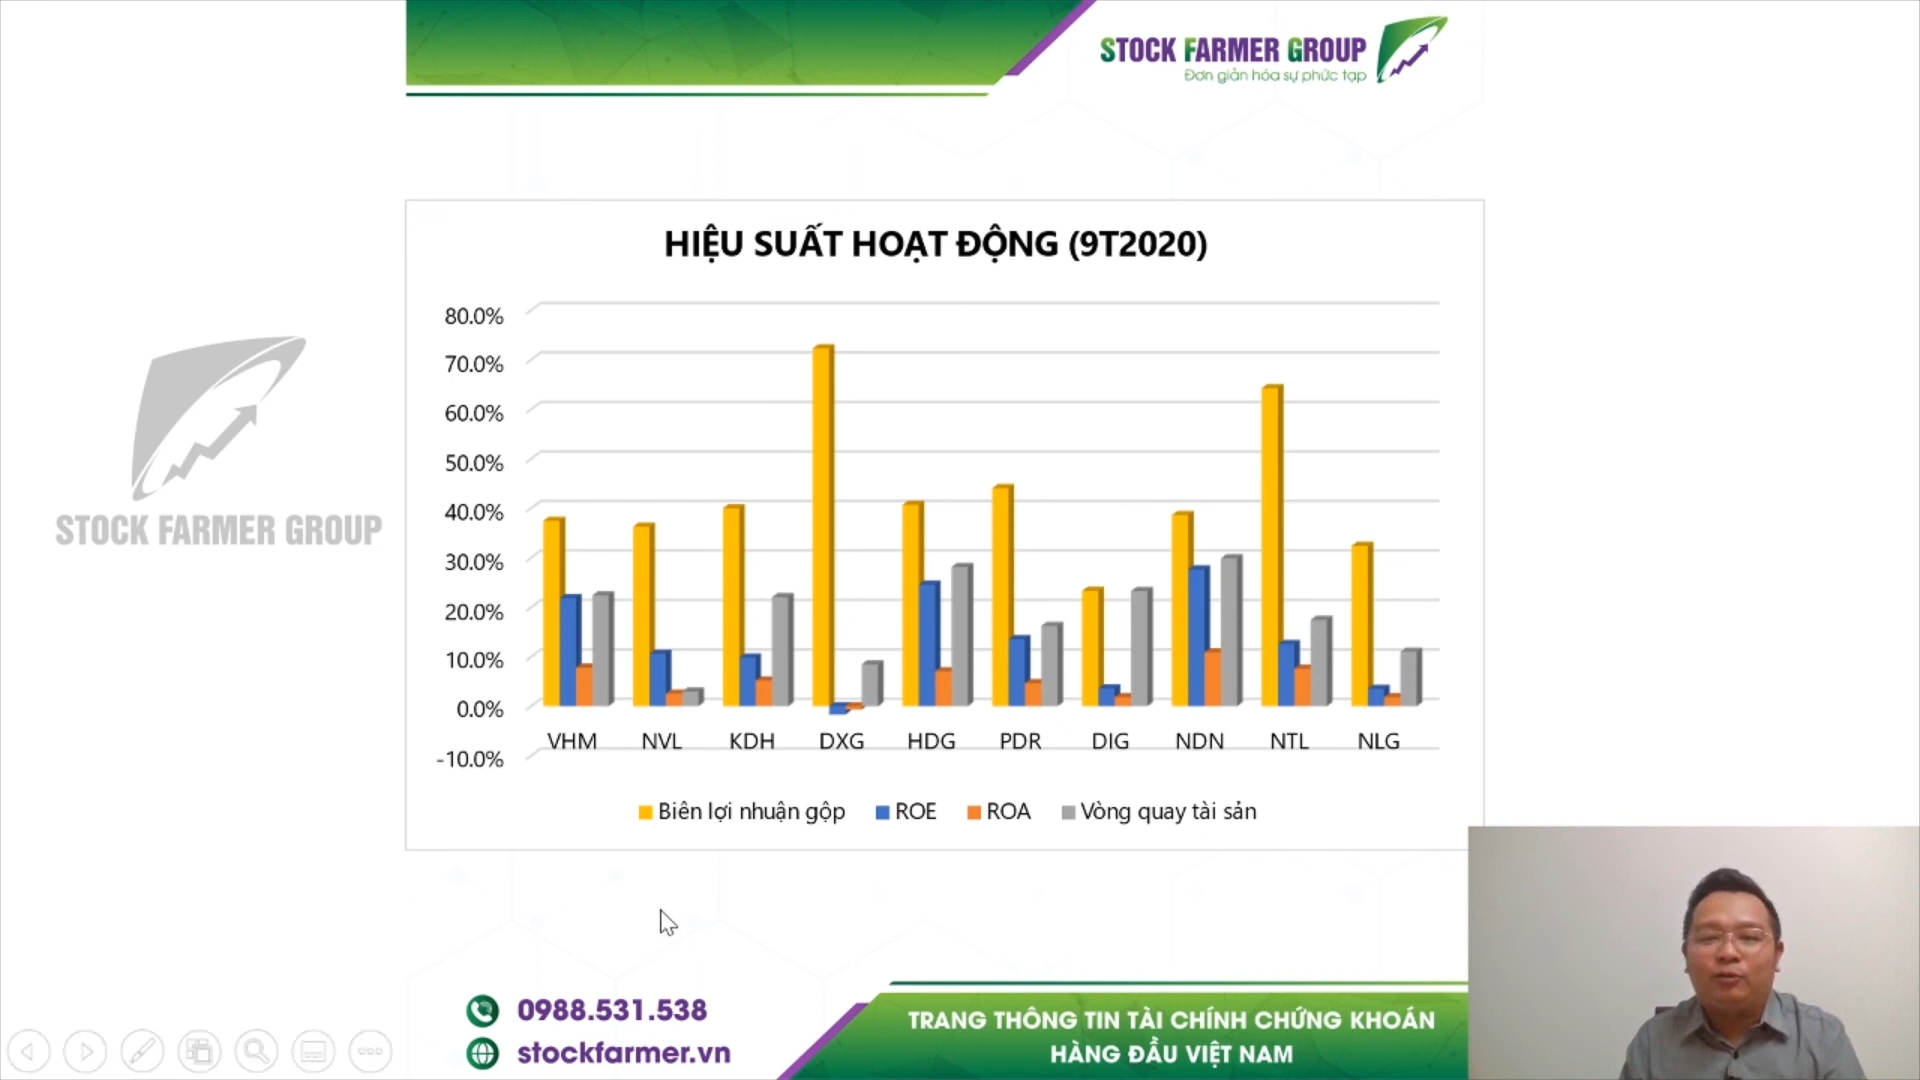 STOCK FARMER GROUP
Đơn giản hóa sự phức tạp
HIỆU SUẤT HOẠT ĐỘNG (9T2020)
80.0%
70.0%
60.0%
50.0%
40.0%
30.0%
20.0%
10.0%
0.0%
-10.0%
VHM NVL KDH DXG HDG PDR DIG NDN NTL NLG
Biên lợi nhuận gộp ROE ROA Vòng quay tài sản
STOCK FARMER GROUP
0988.531.538
stockfarmer.vn
TRANG THÔNG TIN TÀI CHÍNH CHỨNG KHOÁN
HÀNG ĐẦU VIỆT NAM